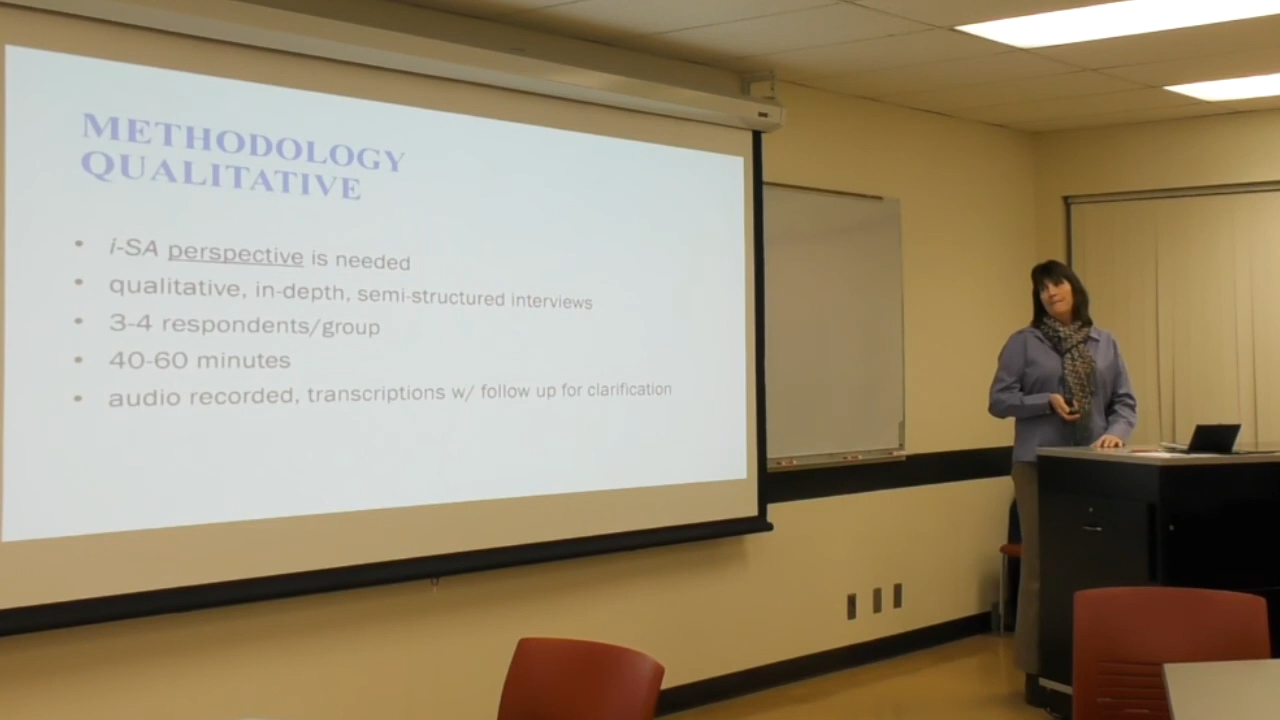 METHODOLOGY
QUALITATIVE
• i-SA perspective is needed
• qualitative, in-depth, semi-structured interviews
• 3-4 respondents/group
• 40-60 minutes
• audio recorded, transcriptions w/ follow up for clarification